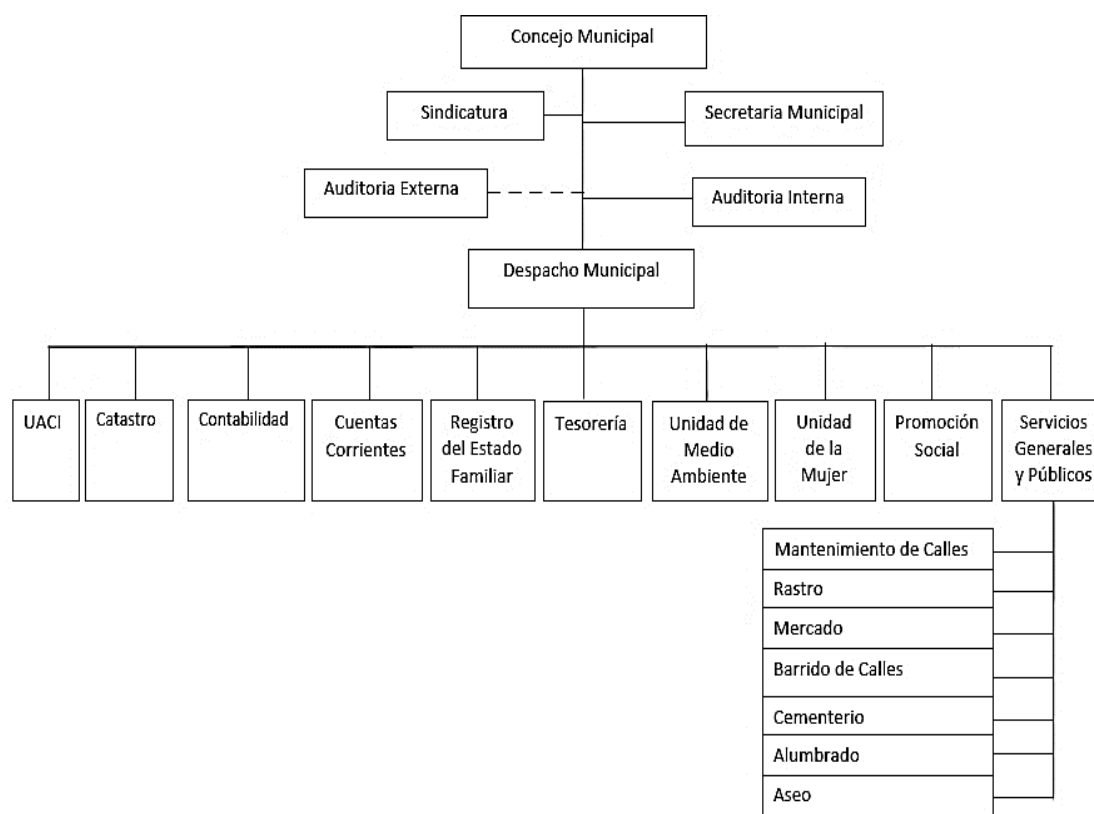 Concejo Municipal
Sindicatura
Secretaria Municipal
Auditoria Externa
Auditoria Interna
Despacho Municipal
UACI
Catastro
Contabilidad
Cuentas
Corrientes
Registro
del Estado
Familiar
Tesorería
Unidad de
Medio
Ambiente
Unidad
de la
Mujer
Promoción
Social
Servicios
Generales
y Públicos
Mantenimiento de Calles
Rastro
Mercado
Barrido de Calles
Cementerio
Alumbrado
Aseo